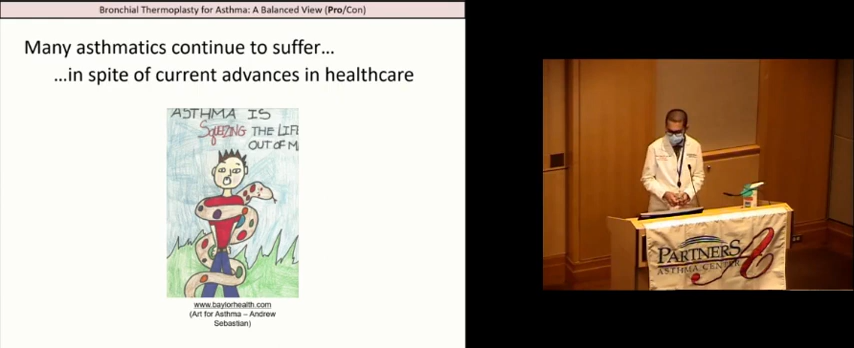 Bronchial Thermoplasty for Asthma: A Balanced View (Pro/Con)
Many asthmatics continue to suffer…
…in spite of current advances in healthcare
ASTHMA IS
SqUEEZING THE LIFE
OUT OF M
www.baylorhealth.com
(Art for Asthma – Andrew
Sebastian)
PARTNERS
ASTHMA CENTER